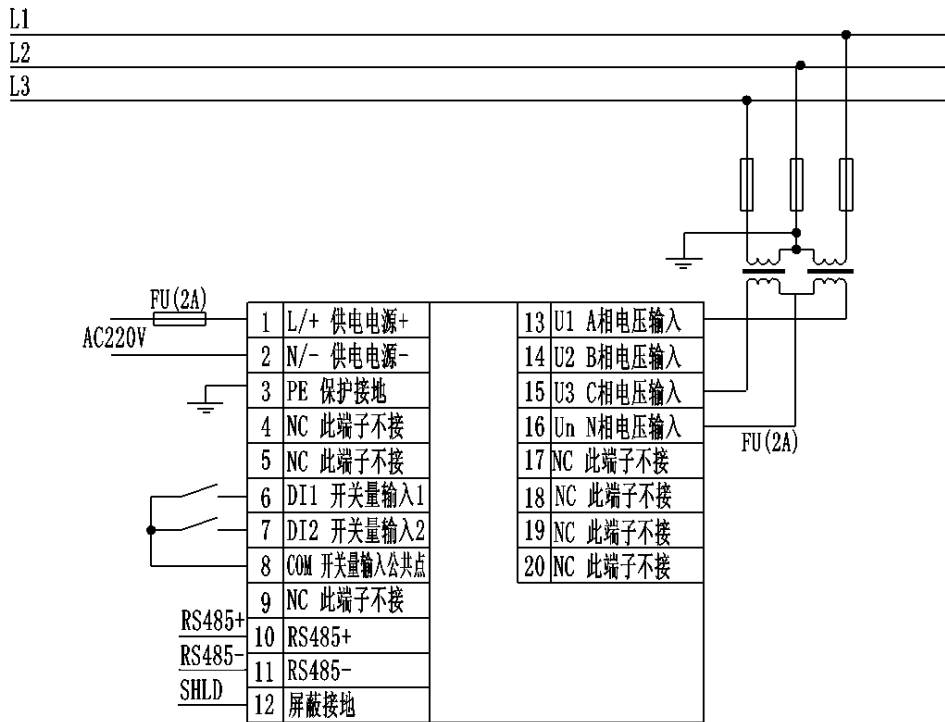 L1
L2
L3
FU(2A)
AC220V
1 L/+ 供电电源+
2 N/- 供电电源-
3 PE 保护接地
4 NC 此端子不接
5 NC 此端子不接
6 DI1 开关量输入1
7 DI2 开关量输入2
8 COM 开关量输入公共点
9 NC 此端子不接
RS485+
10 RS485+
RS485-
11 RS485-
SHLD
12 屏蔽接地
13 U1 A相电压输入
14 U2 B相电压输入
15 U3 C相电压输入
16 Un N相电压输入
FU(2A)
17 NC 此端子不接
18 NC 此端子不接
19 NC 此端子不接
20 NC 此端子不接